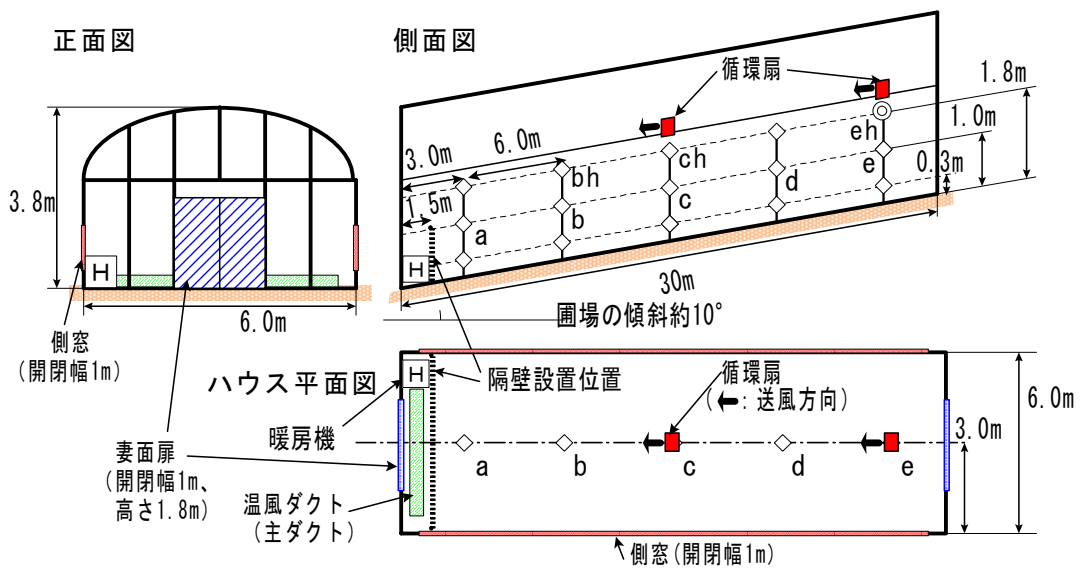 正面図
3.8m
H
6.0m
側窓
(開閉幅1m)
妻面扉
(開閉幅1m、
高さ1.8m)
側面図
循環扇
1.8m
1.0m
0.3m
6.0m
3.0m
1.5m
bh
ch
eh
a
b
c
d
e
H
30m
圃場の傾斜約10°
ハウス平面図
隔壁設置位置
循環扇
(←:送風方向)
H
暖房機
温風ダクト
(主ダクト)
a
b
c
d
e
3.0m
6.0m
側窓(開閉幅1m)